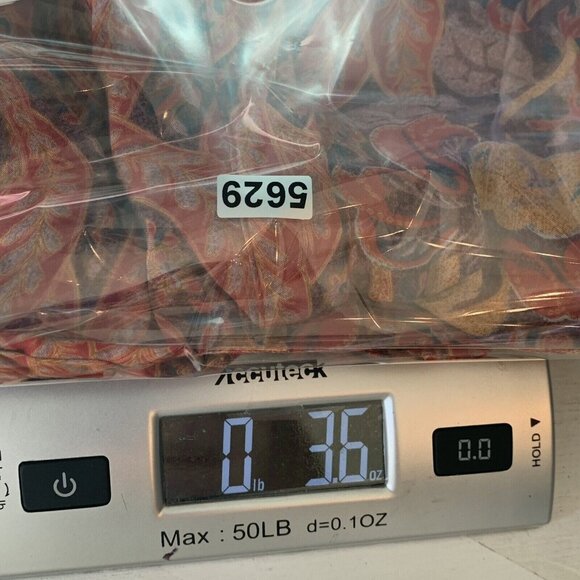 5629
ACCUTECK
0 lb 3.6 oz
0.0
HOLD ▼
Max : 50LB d=0.1OZ